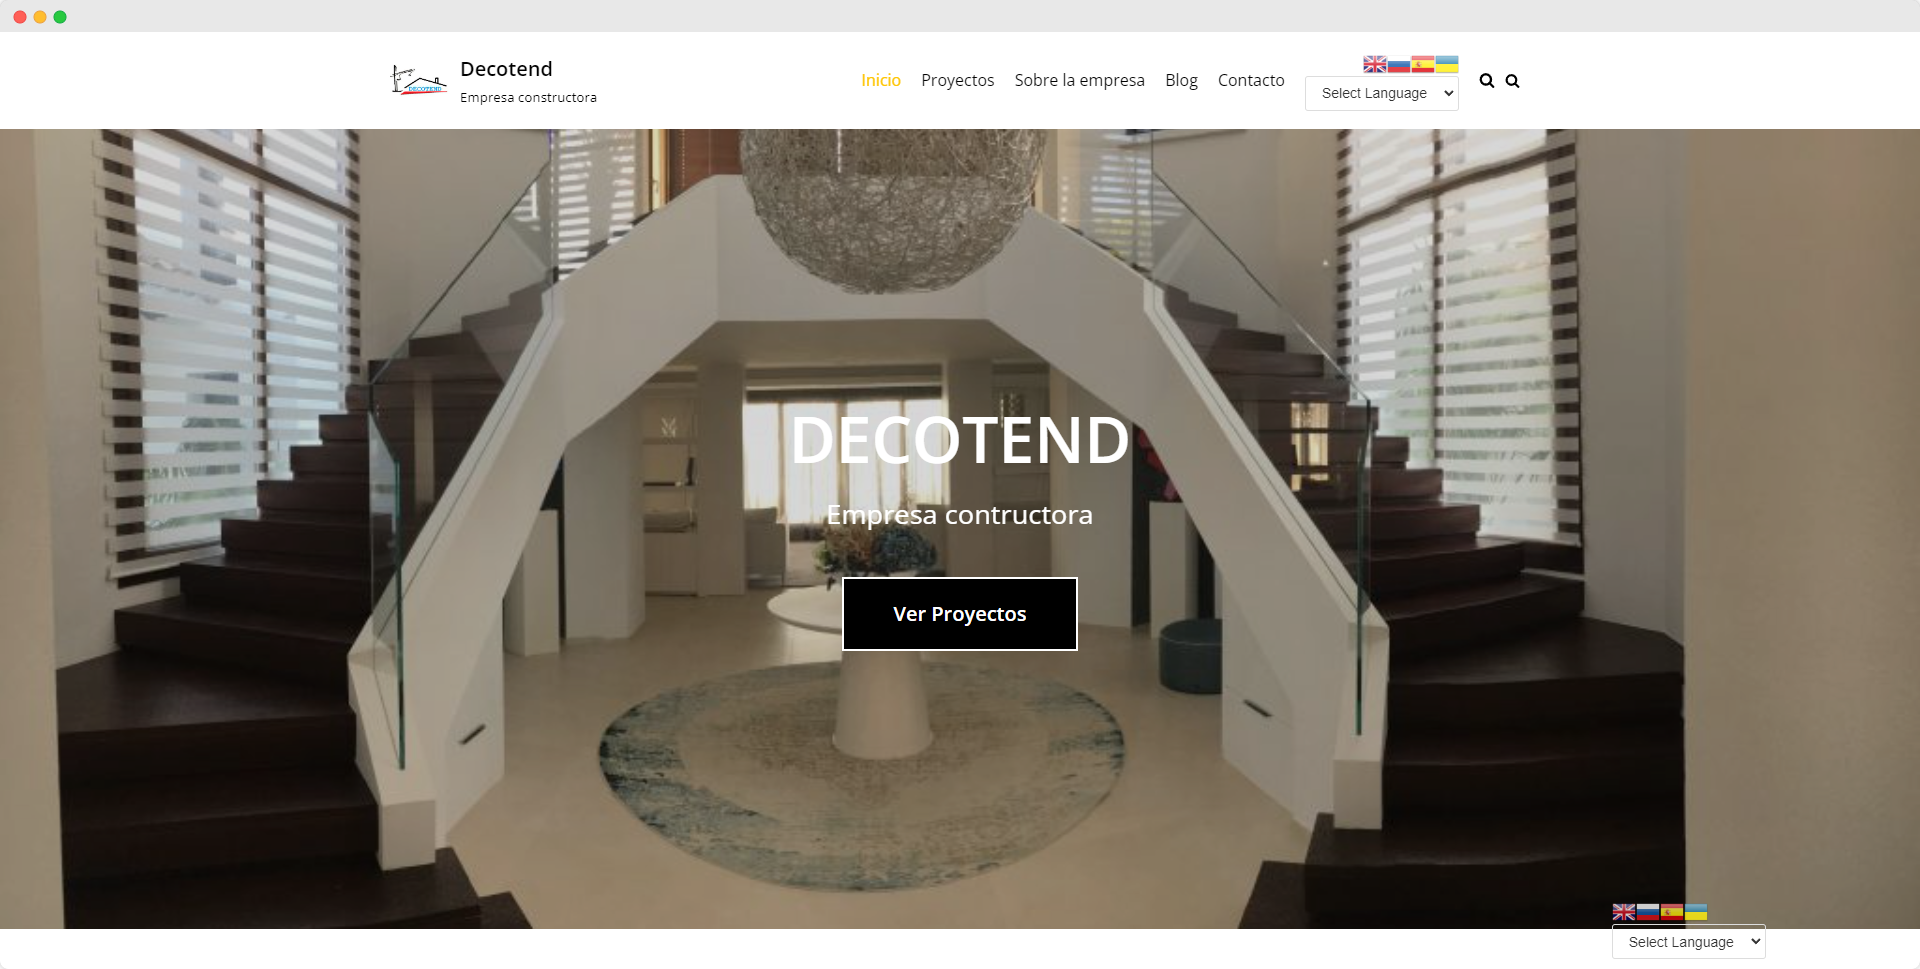 DECOTEND
Decotend
Empresa constructora
Inicio
Proyectos
Sobre la empresa
Blog
Contacto
Select Language
DECOTEND
Empresa contructora
Ver Proyectos
Select Language